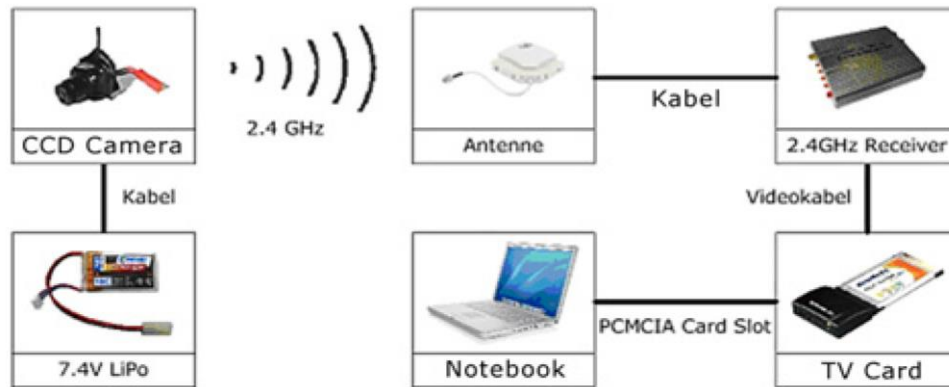 2.4 GHz
Kabel
CCD Camera
Antenne
2.4GHz Receiver
Kabel
Videokabel
PCMCIA Card Slot
7.4V LiPo
Notebook
TV Card